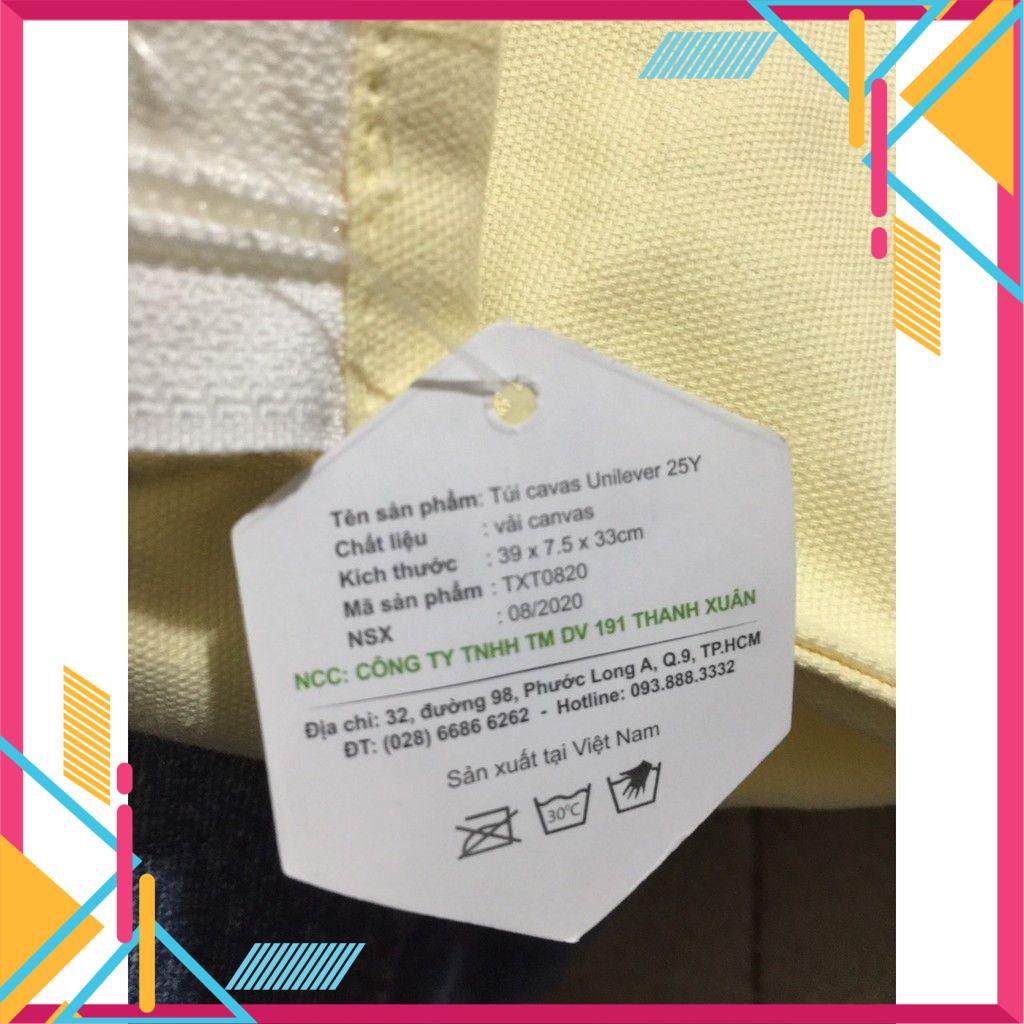 Tên sản phẩm: Túi cavas Unilever 25Y
Chất liệu : vải canvas
Kích thước : 39 x 7.5 x 33cm
Mã sản phẩm : TXT0820
NSX : 08/2020
NCC: CÔNG TY TNHH TM DV 191 THANH XUÂN
Địa chỉ: 32, đường 98, Phước Long A, Q.9, TP.HCM
ĐT: (028) 6686 6262 - Hotline: 093.888.3332
Sản xuất tại Việt Nam
30°C